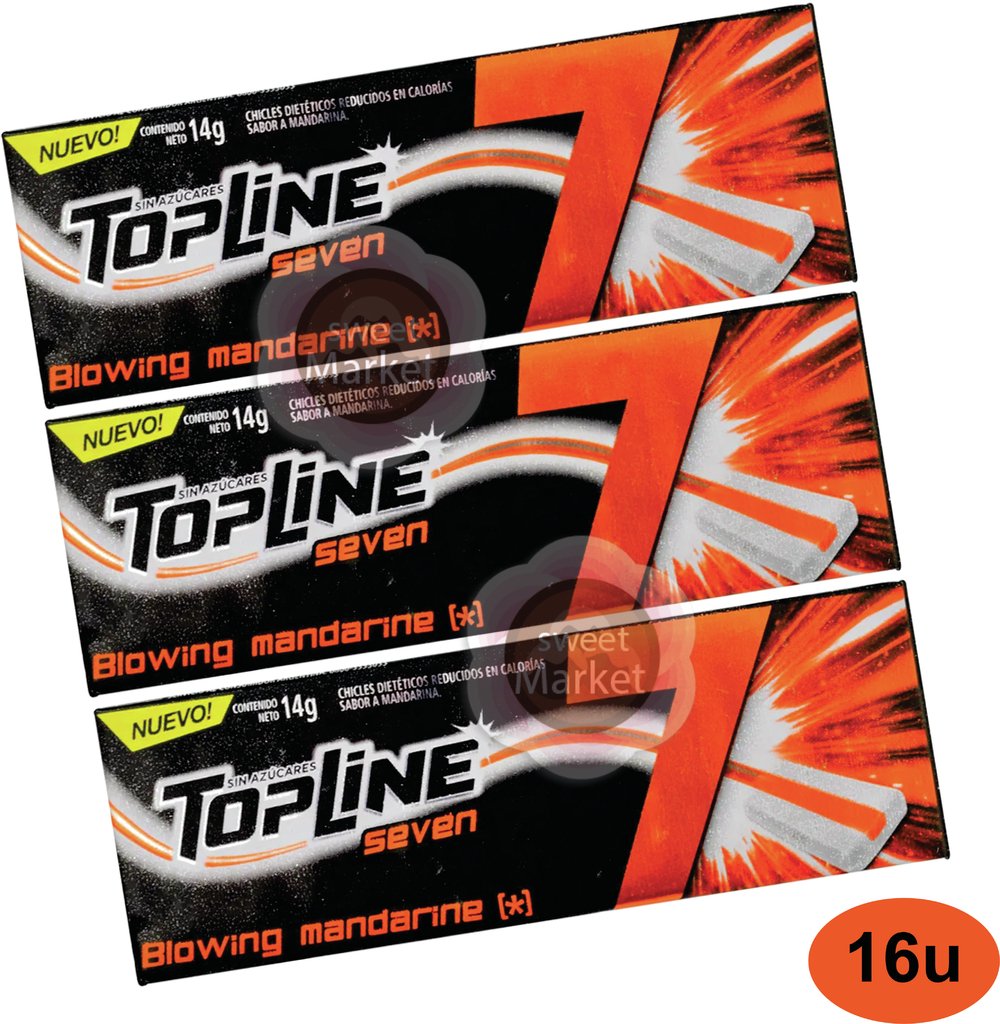 NUEVO!
CONTENIDO
NETO 14g
CHICLES DIETÉTICOS REDUCIDOS EN CALORÍAS
SABOR A MANDARINA.
7
SIN AZÚCARES
TOPLINE
seven
Blowing mandarine [*]
sweet
Market
NUEVO!
CONTENIDO
NETO 14g
CHICLES DIETÉTICOS REDUCIDOS EN CALORÍAS
SABOR A MANDARINA.
7
SIN AZÚCARES
TOPLINE
seven
Blowing mandarine [*]
sweet
Market
NUEVO!
CONTENIDO
NETO 14g
CHICLES DIETÉTICOS REDUCIDOS EN CALORÍAS
SABOR A MANDARINA.
7
SIN AZÚCARES
TOPLINE
seven
Blowing mandarine [*]
16u